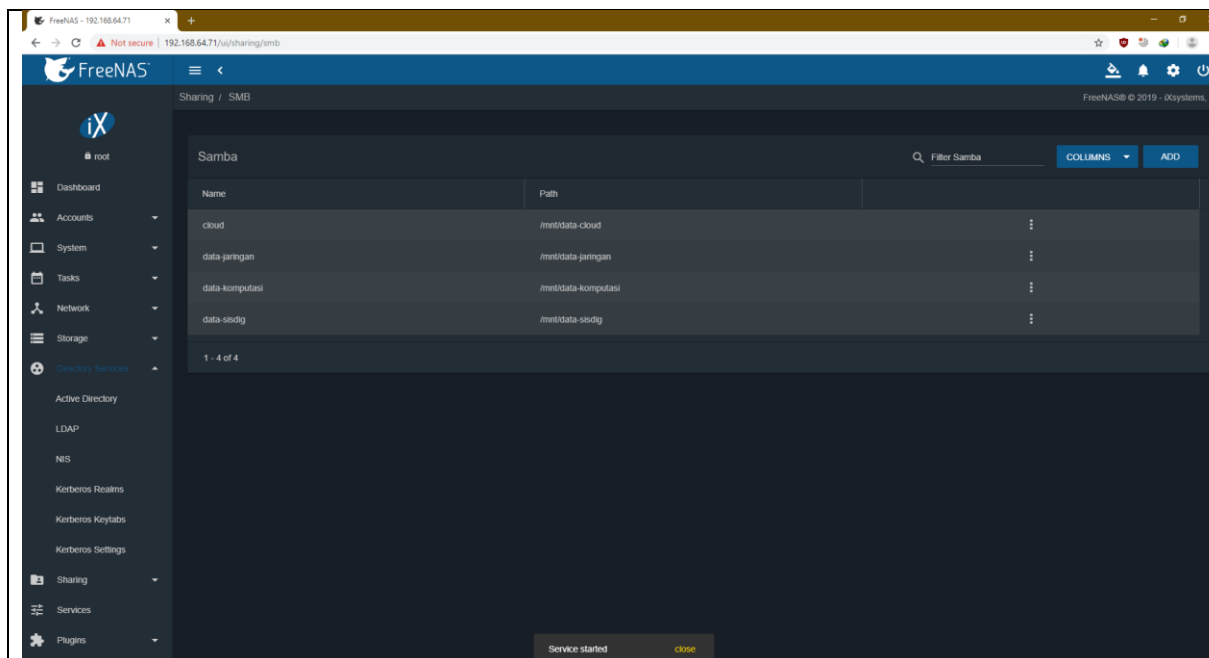 FreeNAS - 192.168.64.71
Not secure | 192.168.64.71/ui/sharing/smb
FreeNAS
Sharing / SMB
FreeNAS® © 2019 - iXsystems,
iX
root
Samba
Filter Samba
COLUMNS
ADD
Name Path
cloud /mnt/data-cloud
data-jaringan /mnt/data-jaringan
data-komputasi /mnt/data-komputasi
data-sisdig /mnt/data-sisdig
1 - 4 of 4
Dashboard
Accounts
System
Tasks
Network
Storage
Directory Services
Active Directory
LDAP
NIS
Kerberos Realms
Kerberos Keytabs
Kerberos Settings
Sharing
Services
Plugins
Service started close